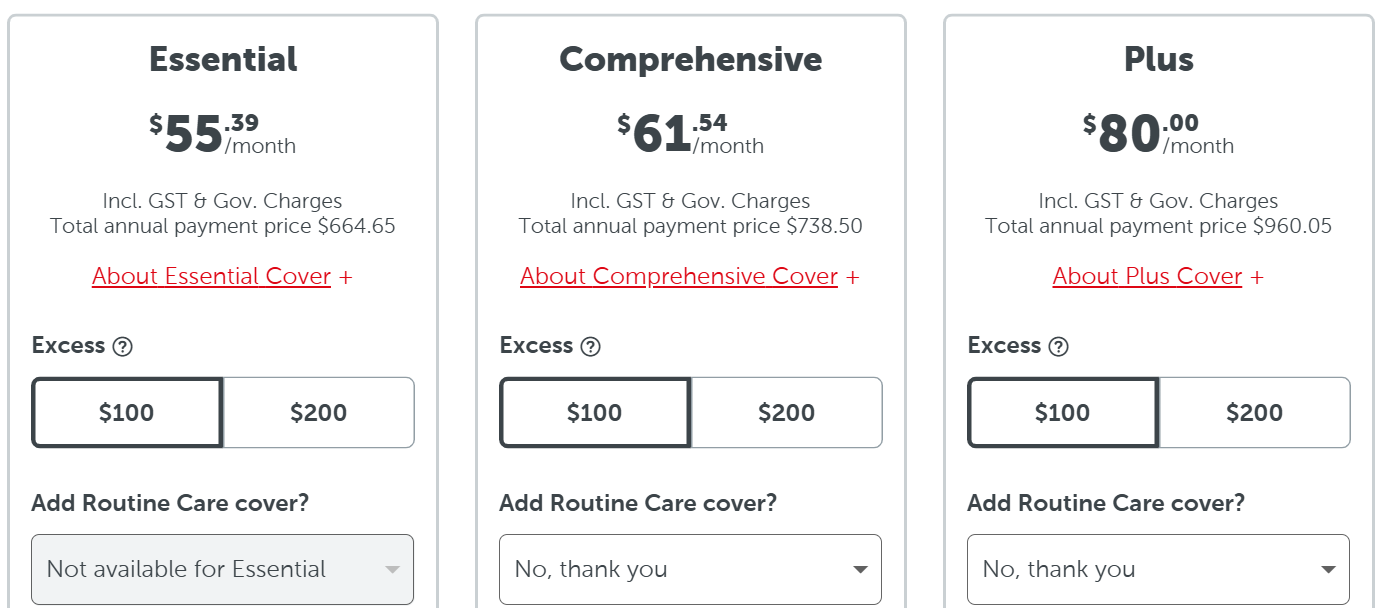 Essential
$55.39/month
Incl. GST & Gov. Charges
Total annual payment price $664.65
About Essential Cover +
Excess ?
$100 $200
Add Routine Care cover?
Not available for Essential
Comprehensive
$61.54/month
Incl. GST & Gov. Charges
Total annual payment price $738.50
About Comprehensive Cover +
Excess ?
$100 $200
Add Routine Care cover?
No, thank you
Plus
$80.00/month
Incl. GST & Gov. Charges
Total annual payment price $960.05
About Plus Cover +
Excess ?
$100 $200
Add Routine Care cover?
No, thank you